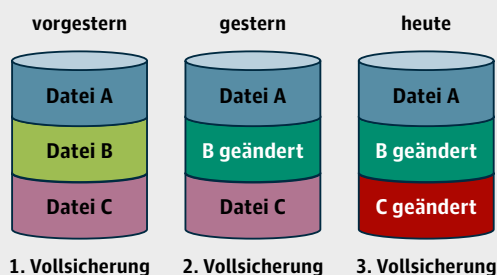 vorgestern
gestern
heute
Datei A
Datei A
Datei A
Datei B
B geändert
B geändert
Datei C
Datei C
C geändert
1. Vollsicherung
2. Vollsicherung
3. Vollsicherung